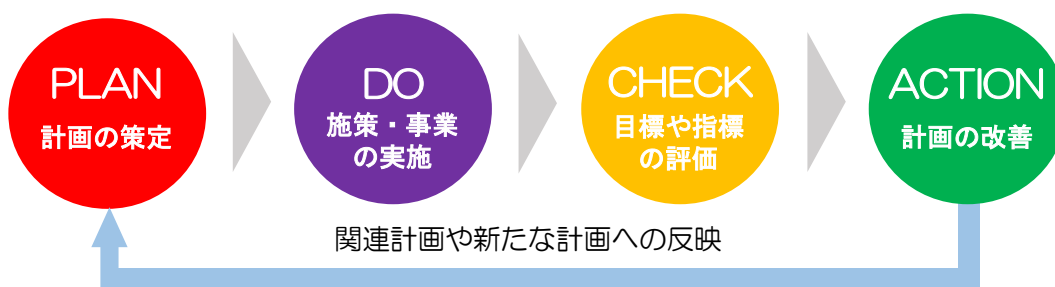 PLAN
計画の策定
DO
施策・事業
の実施
CHECK
目標や指標
の評価
ACTION
計画の改善
関連計画や新たな計画への反映